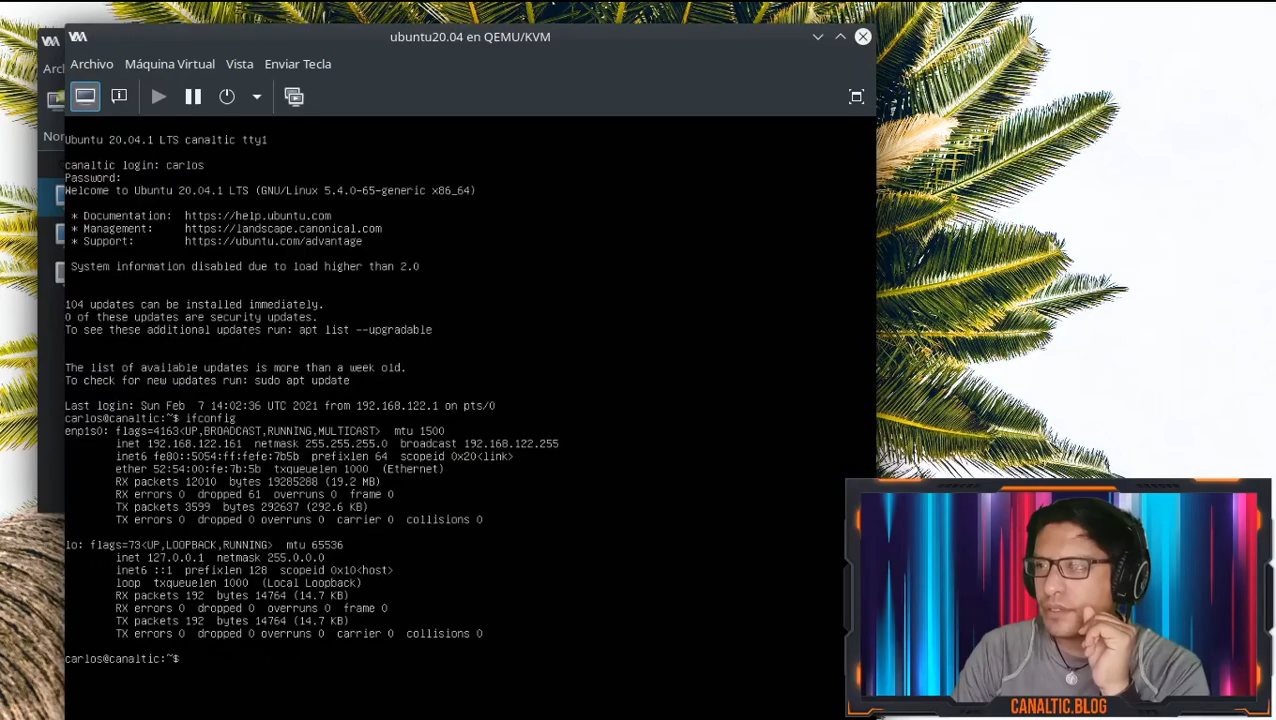 ubuntu20.04 en QEMU/KVM
Arc
Archivo Máquina Virtual Vista Enviar Tecla
Nor
Ubuntu 20.04.1 LTS canaltic tty1
canaltic login: carlos
Password:
Welcome to Ubuntu 20.04.1 LTS (GNU/Linux 5.4.0-65-generic x86_64)
* Documentation: https://help.ubuntu.com
* Management: https://landscape.canonical.com
* Support: https://ubuntu.com/advantage
System information disabled due to load higher than 2.0
104 updates can be installed immediately.
0 of these updates are security updates.
To see these additional updates run: apt list --upgradable
The list of available updates is more than a week old.
To check for new updates run: sudo apt update
Last login: Sun Feb 7 14:02:36 UTC 2021 from 192.168.122.1 on pts/0
carlos@canaltic:~$ ifconfig
enp1s0: flags=4163<UP,BROADCAST,RUNNING,MULTICAST> mtu 1500
inet 192.168.122.161 netmask 255.255.255.0 broadcast 192.168.122.255
inet6 fe80::5054:ff:fefe:7b5b prefixlen 64 scopeid 0x20<link>
ether 52:54:00:fe:7b:5b txqueuelen 1000 (Ethernet)
RX packets 12010 bytes 19285288 (19.2 MB)
RX errors 0 dropped 61 overruns 0 frame 0
TX packets 3599 bytes 292637 (292.6 KB)
TX errors 0 dropped 0 overruns 0 carrier 0 collisions 0
lo: flags=73<UP,LOOPBACK,RUNNING> mtu 65536
inet 127.0.0.1 netmask 255.0.0.0
inet6 ::1 prefixlen 128 scopeid 0x10<host>
loop txqueuelen 1000 (Local Loopback)
RX packets 192 bytes 14764 (14.7 KB)
RX errors 0 dropped 0 overruns 0 frame 0
TX packets 192 bytes 14764 (14.7 KB)
TX errors 0 dropped 0 overruns 0 carrier 0 collisions 0
carlos@canaltic:~$
CANALTIC.BLOG